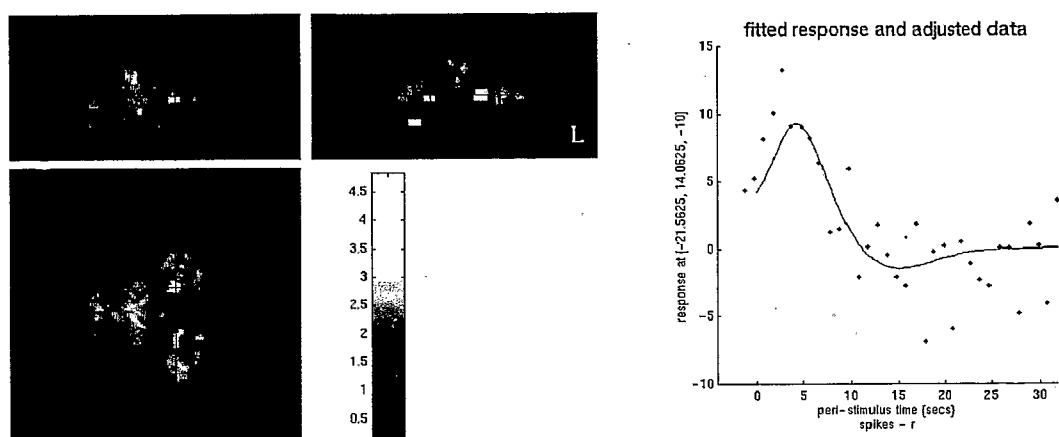 L
4.5
4
3.5
3
2.5
2
1.5
1
0.5
fitted response and adjusted data
response at [-21.5625, 14.0625, -10]
15
10
5
0
-5
-10
0 5 10 15 20 25 30
peri-stimulus time {secs}
spikes - r